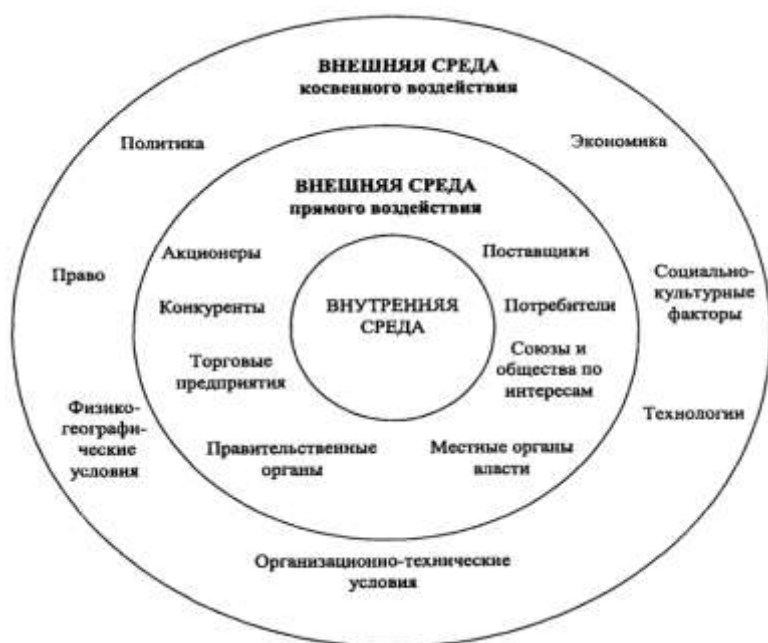 ВНЕШНЯЯ СРЕДА
косвенного воздействия
Политика
Экономика
ВНЕШНЯЯ СРЕДА
прямого воздействия
Акционеры
Поставщики
Право
Социально-
культурные
факторы
Конкуренты
ВНУТРЕННЯЯ
СРЕДА
Потребители
Торговые
предприятия
Союзы и
общества по
интересам
Физико-
географи-
ческие
условия
Технологии
Правительственные
органы
Местные органы
власти
Организационно-технические
условия